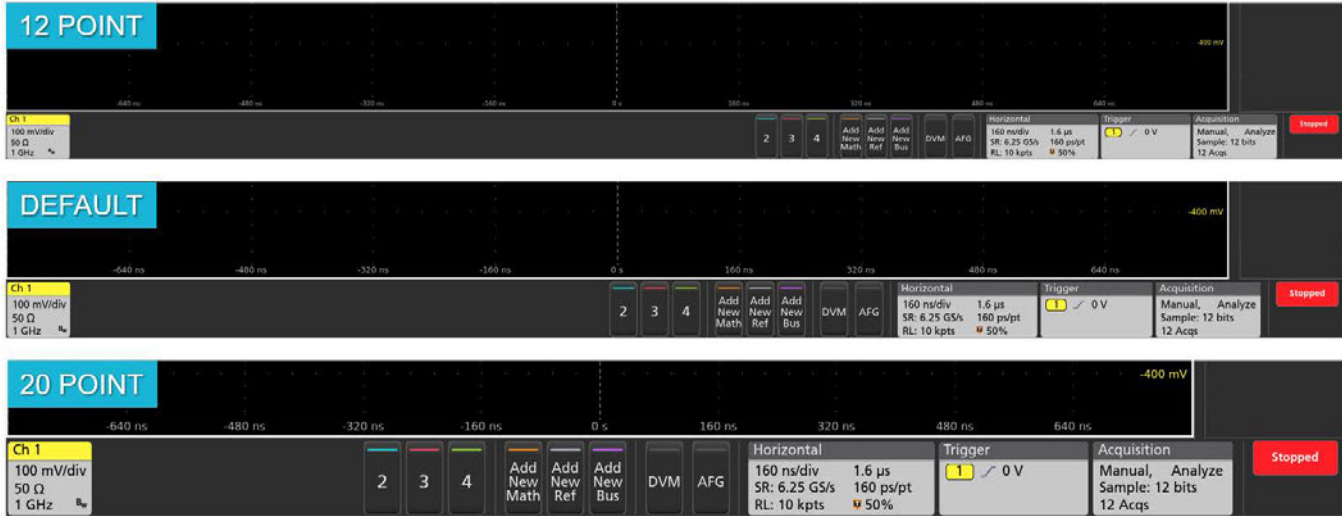 12 POINT
-400 mV
-640 ns -480 ns -320 ns -160 ns 0 s 160 ns 320 ns 480 ns 640 ns
Ch 1
100 mV/div
50 Ω
1 GHz
2 3 4
Add New Math
Add New Ref
Add New Bus
DVM AFG
Horizontal
160 ns/div 1.6 µs
SR: 6.25 GS/s 160 ps/pt
RL: 10 kpts 50%
Trigger
1 0 V
Acquisition
Manual, Analyze
Sample: 12 bits
12 Acqs
Stopped
DEFAULT
-400 mV
-640 ns -480 ns -320 ns -160 ns 0 s 160 ns 320 ns 480 ns 640 ns
Ch 1
100 mV/div
50 Ω
1 GHz Bw
2 3 4
Add New Math
Add New Ref
Add New Bus
DVM AFG
Horizontal
160 ns/div 1.6 µs
SR: 6.25 GS/s 160 ps/pt
RL: 10 kpts 50%
Trigger
1 0 V
Acquisition
Manual, Analyze
Sample: 12 bits
12 Acqs
Stopped
20 POINT
-400 mV
-640 ns -480 ns -320 ns -160 ns 0 s 160 ns 320 ns 480 ns 640 ns
Ch 1
100 mV/div
50 Ω
1 GHz Bw
2 3 4
Add New Math
Add New Ref
Add New Bus
DVM AFG
Horizontal
160 ns/div 1.6 µs
SR: 6.25 GS/s 160 ps/pt
RL: 10 kpts 50%
Trigger
1 0 V
Acquisition
Manual, Analyze
Sample: 12 bits
12 Acqs
Stopped